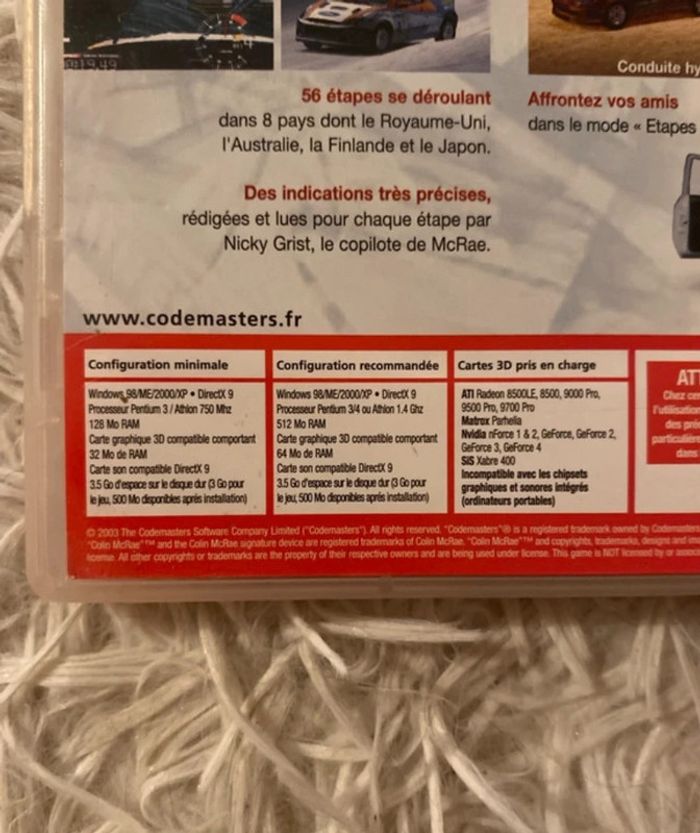 0:19.49
Conduite hy
56 étapes se déroulant
dans 8 pays dont le Royaume-Uni,
l'Australie, la Finlande et le Japon.
Affrontez vos amis
dans le mode « Etapes
Des indications très précises,
rédigées et lues pour chaque étape par
Nicky Grist, le copilote de McRae.
www.codemasters.fr
Configuration minimale
Windows 98/ME/2000/XP • DirectX 9
Processeur Pentium 3 / Athlon 750 Mhz
128 Mo RAM
Carte graphique 3D compatible comportant
32 Mo de RAM
Carte son compatible DirectX 9
3.5 Go d'espace sur le disque dur (3 Go pour
le jeu, 500 Mo disponibles après installation)
Configuration recommandée
Windows 98/ME/2000/XP • DirectX 9
Processeur Pentium 3/4 ou Athlon 1.4 Ghz
512 Mo RAM
Carte graphique 3D compatible comportant
64 Mo de RAM
Carte son compatible DirectX 9
3.5 Go d'espace sur le disque dur (3 Go pour
le jeu, 500 Mo disponibles après installation)
Cartes 3D pris en charge
ATI Radeon 8500LE, 8500, 9000 Pro,
9500 Pro, 9700 Pro
Matrox Parhelia
Nvidia nForce 1 & 2, GeForce, GeForce 2,
GeForce 3, GeForce 4
SiS Xabre 400
Incompatible avec les chipsets
graphiques et sonores intégrés
(ordinateurs portables)
AT
Chez cer
l'utilisatio
des pré
particulière
dans
© 2003 The Codemasters Software Company Limited ("Codemasters"). All rights reserved. "Codemasters"® is a registered trademark owned by Codemaster
"Colin McRae"™ and the Colin McRae signature device are registered trademarks of Colin McRae. "Colin McRae"™ and copyrights, trademarks, designs and ima
license. All other copyrights or trademarks are the property of their respective owners and are being used under license. This game is NOT licensed by or assoc